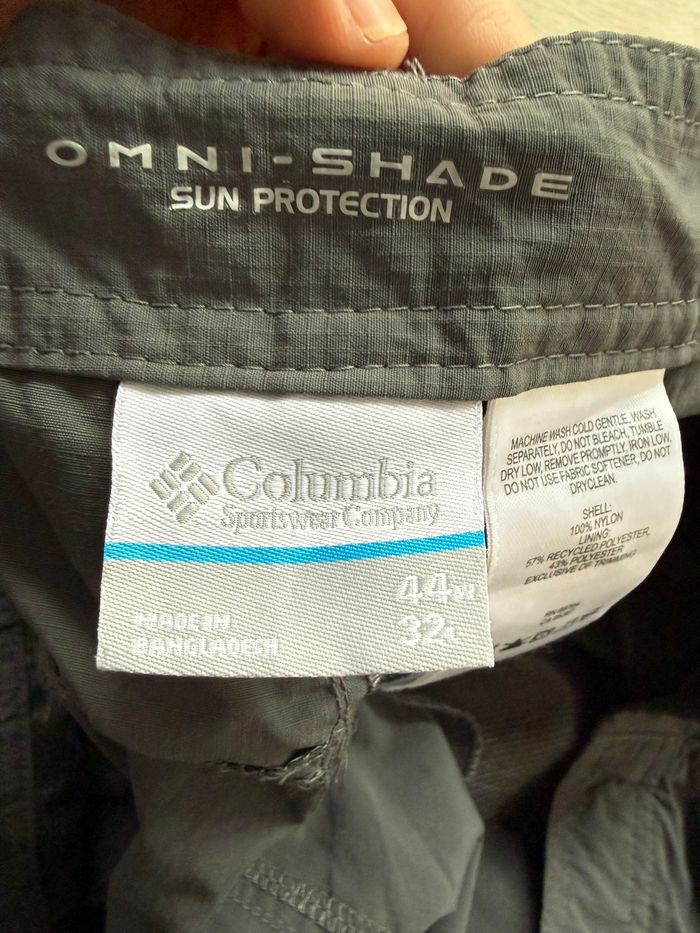 OMNI-SHADE
SUN PROTECTION
Columbia
Sportswear Company
44W
32L
MADE IN
BANGLADESH
MACHINE WASH COLD GENTLE, WASH
SEPARATELY, DO NOT BLEACH, TUMBLE
DRY LOW, REMOVE PROMPTLY, IRON LOW,
DO NOT USE FABRIC SOFTENER, DO NOT
DRYCLEAN.
SHELL:
100% NYLON
LINING:
57% RECYCLED POLYESTER,
43% POLYESTER
EXCLUSIVE OF TRIMMING